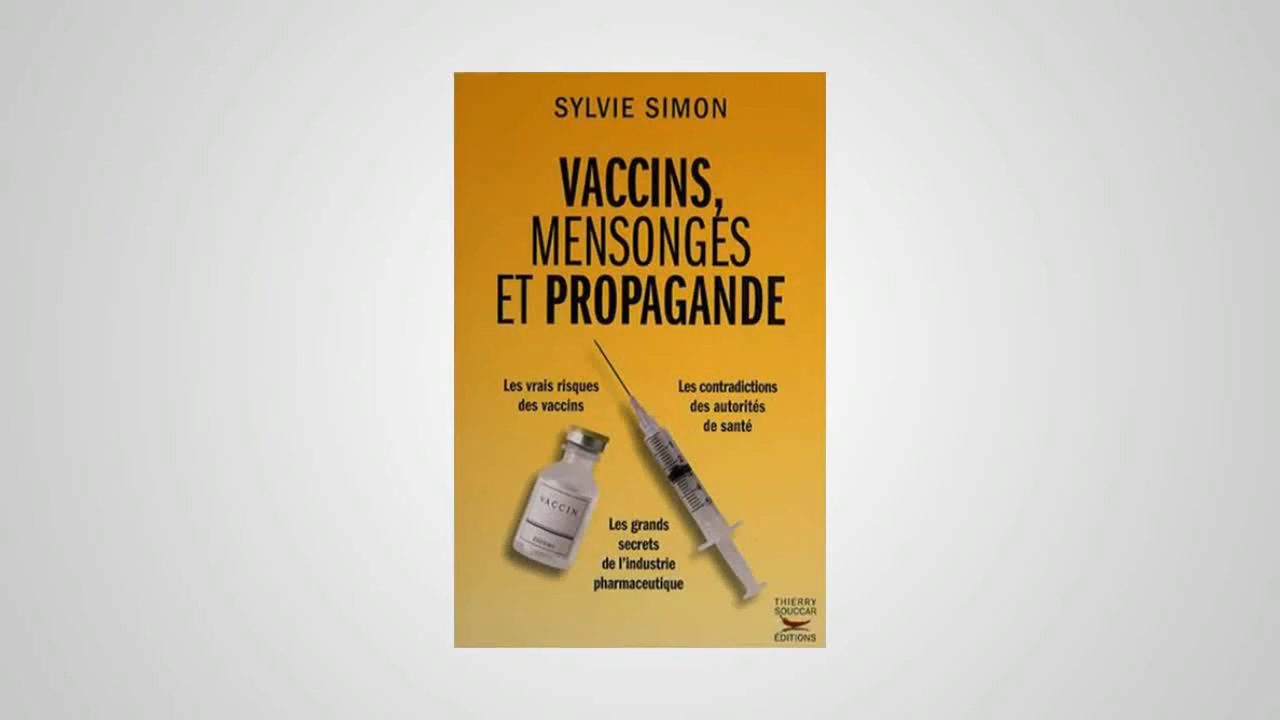 SYLVIE SIMON
VACCINS,
MENSONGES
ET PROPAGANDE
Les vrais risques
des vaccins
Les contradictions
des autorités
de santé
VACCIN
Les grands
secrets
de l'industrie
pharmaceutique
THIERRY
SOUCCAR
ÉDITIONS